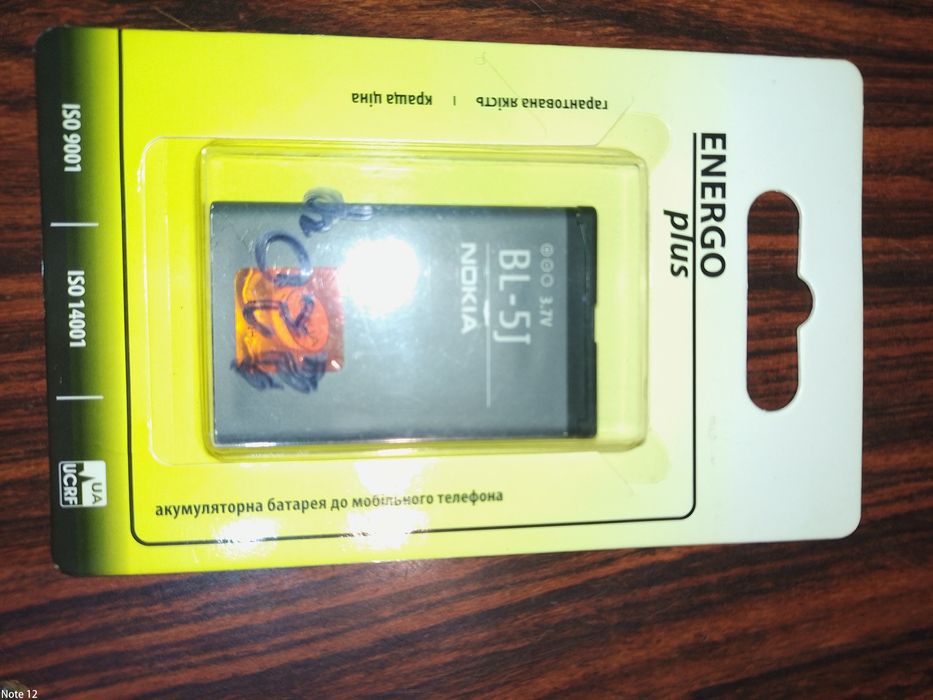 ENERGO
plus
гарантована якість | краща ціна
3.7V
BL-5J
NOKIA
акумуляторна батарея до мобільного телефона
ISO 9001
ISO 14001
UA
UCRF
Note 12